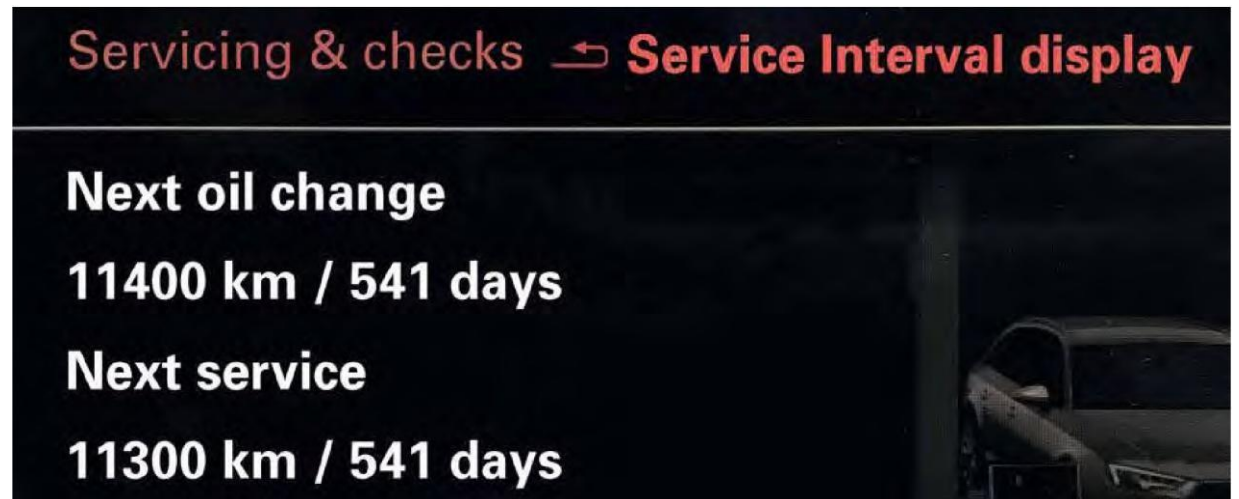 Servicing & checks Service Interval display
Next oil change
11400 km / 541 days
Next service
11300 km / 541 days